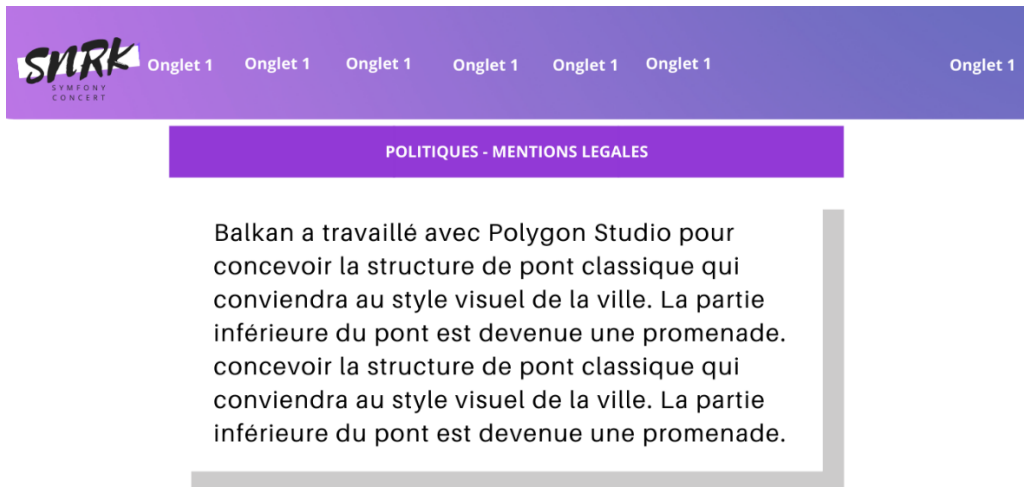 SNRK
SYMFONY
CONCERT
Onglet 1 Onglet 1 Onglet 1 Onglet 1 Onglet 1 Onglet 1 Onglet 1
POLITIQUES - MENTIONS LEGALES
Balkan a travaillé avec Polygon Studio pour
concevoir la structure de pont classique qui
conviendra au style visuel de la ville. La partie
inférieure du pont est devenue une promenade.
concevoir la structure de pont classique qui
conviendra au style visuel de la ville. La partie
inférieure du pont est devenue une promenade.